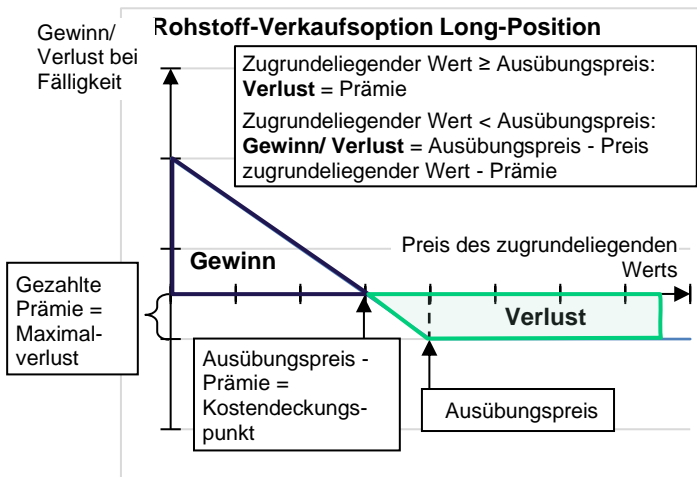 Gewinn/
Verlust bei
Fälligkeit
Rohstoff-Verkaufsoption Long-Position
Zugrundeliegender Wert ≥ Ausübungspreis:
Verlust = Prämie
Zugrundeliegender Wert < Ausübungspreis:
Gewinn/ Verlust = Ausübungspreis - Preis
zugrundeliegender Wert - Prämie
Gewinn
Preis des zugrundeliegenden
Werts
Gezahlte
Prämie =
Maximal-
verlust
Verlust
Ausübungspreis -
Prämie =
Kostendeckungs-
punkt
Ausübungspreis